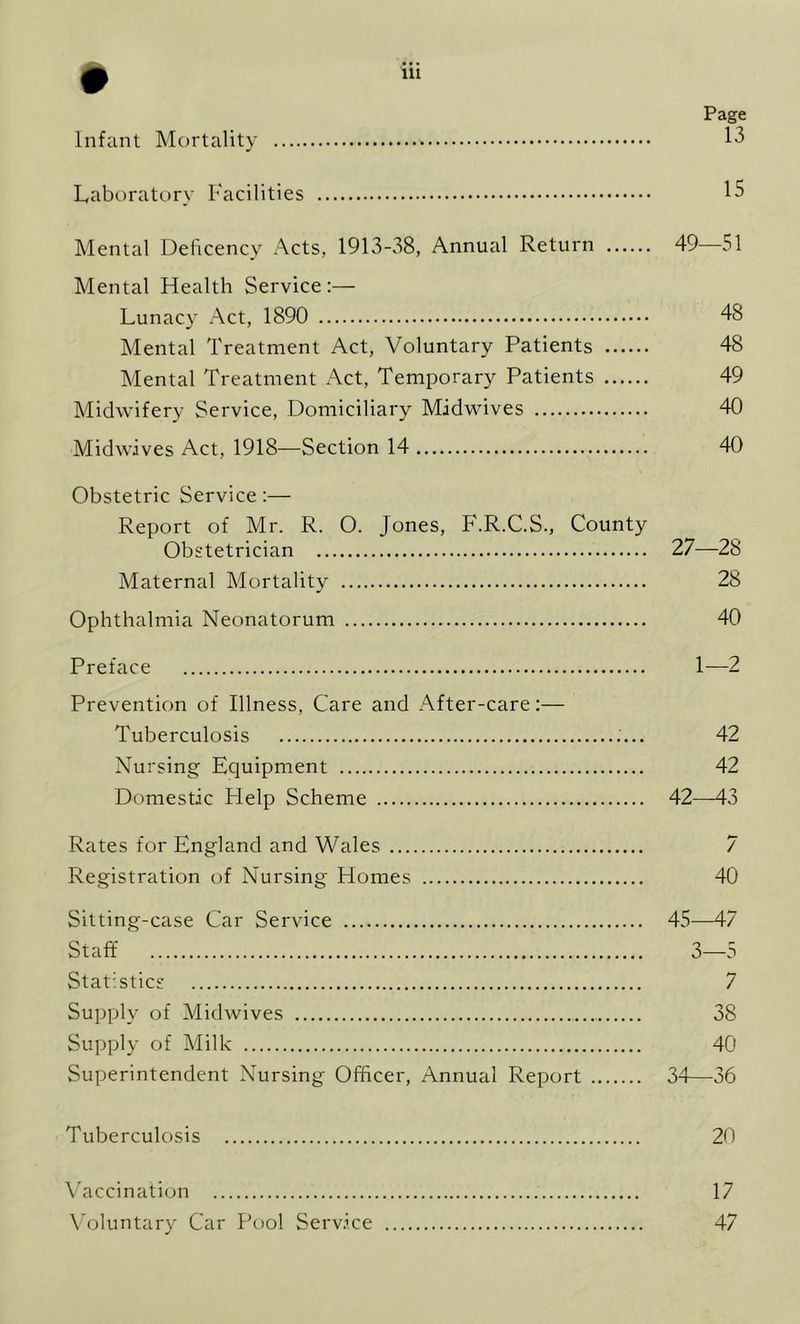 iii
Page
Infant Mortality ........ 13
Laboratory Facilities ........ 15
Mental Deficency Acts, 1913-38, Annual Return ...... 49—51
Mental Health Service:—
Lunacy Act, 1890 ........ 48
Mental Treatment Act, Voluntary Patients ...... 48
Mental Treatment Act, Temporary Patients ...... 49
Midwifery Service, Domiciliary Midwives ........ 40
Midwives Act, 1918—Section 14 ........ 40
Obstetric Service:—
Report of Mr. R. O. Jones, F.R.C.S., County
Obstetrician ........ 27—28
Maternal Mortality ........ 28
Ophthalmia Neonatorum ........ 40
Preface ........ 1—2
Prevention of Illness, Care and After-care:—
Tuberculosis ........ 42
Nursing Equipment ........ 42
Domestic Help Scheme ........ 42—43
Rates for England and Wales ........ 7
Registration of Nursing Homes ........ 40
Sitting-case Car Service ........ 45—47
Staff ........ 3—5
Statistics ........ 7
Supply of Midwives ........ 38
Supply of Milk ........ 40
Superintendent Nursing Officer, Annual Report ........ 34—36
Tuberculosis ........ 20
Vaccination ........ 17
Voluntary Car Pool Service ........ 47